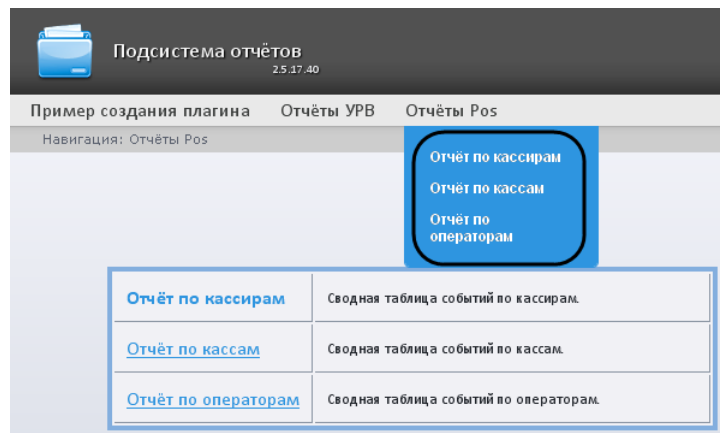 Подсистема отчётов
2.5.17.40
Пример создания плагина Отчёты УРВ Отчёты Pos
Навигация: Отчёты Pos
Отчёт по кассирам
Отчёт по кассам
Отчёт по
операторам
Отчёт по кассирам Сводная таблица событий по кассирам.
Отчёт по кассам Сводная таблица событий по кассам.
Отчёт по операторам Сводная таблица событий по операторам.